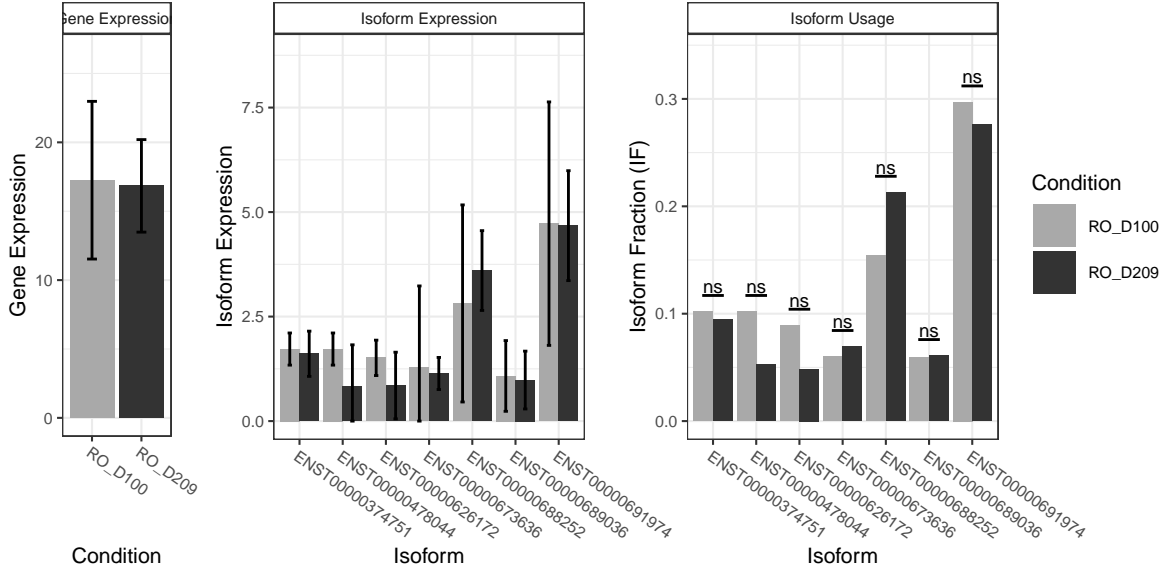 Gene Expression
Isoform Expression
Isoform Usage
Gene Expression
0
10
20
RO_D100
RO_D209
Condition
Isoform Expression
0.0
2.5
5.0
7.5
ENST00000374751
ENST00000478044
ENST00000626172
ENST00000673636
ENST00000688252
ENST00000689036
ENST00000691974
Isoform
Isoform Fraction (IF)
0.0
0.1
0.2
0.3
ns
ns
ns
ns
ns
ns
ns
ENST00000374751
ENST00000478044
ENST00000626172
ENST00000673636
ENST00000688252
ENST00000689036
ENST00000691974
Isoform
Condition
RO_D100
RO_D209